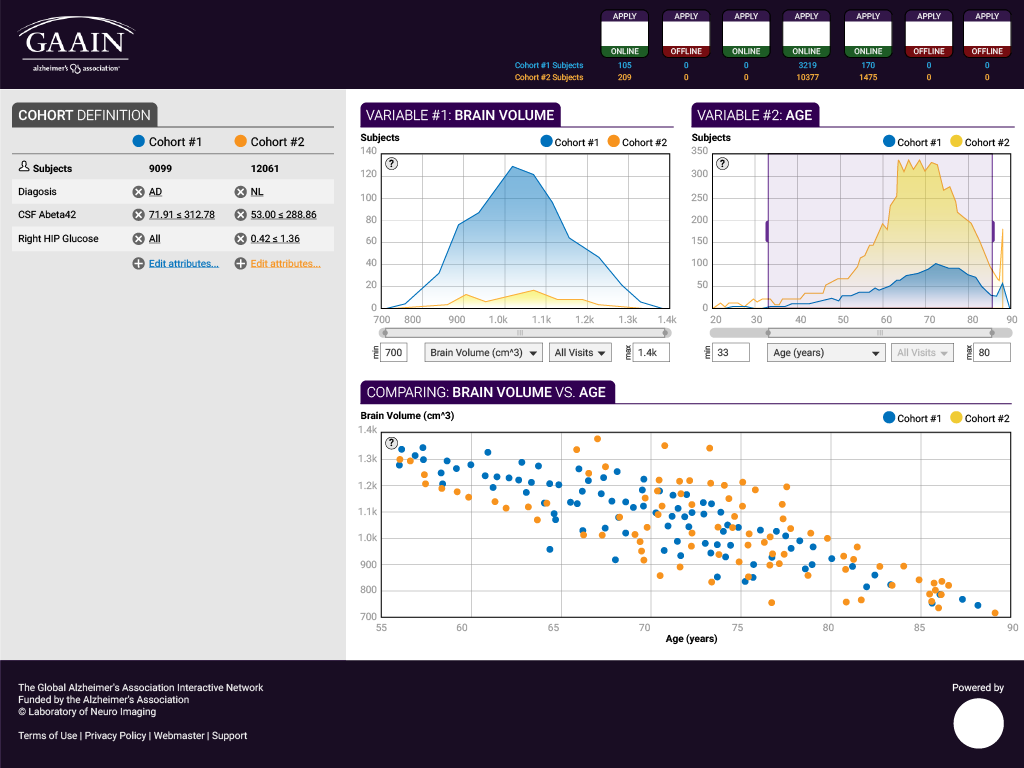 GAAIN
alzheimer's association®
APPLY APPLY APPLY APPLY APPLY APPLY APPLY
ONLINE OFFLINE ONLINE ONLINE ONLINE OFFLINE OFFLINE
Cohort #1 Subjects 105 0 0 3219 170 0 0
Cohort #2 Subjects 209 0 0 10377 1475 0 0
COHORT DEFINITION
Cohort #1 Cohort #2
Subjects 9099 12061
Diagosis AD NL
CSF Abeta42 71.91 ≤ 312.78 53.00 ≤ 288.86
Right HIP Glucose All 0.42 ≤ 1.36
Edit attributes... Edit attributes...
VARIABLE #1: BRAIN VOLUME
Subjects
Cohort #1 Cohort #2
?
140
120
100
80
60
40
20
0
700 800 900 1.0k 1.1k 1.2k 1.3k 1.4k
min 700 Brain Volume (cm^3) All Visits max 1.4k
VARIABLE #2: AGE
Subjects
Cohort #1 Cohort #2
?
350
300
250
200
150
100
50
0
20 30 40 50 60 70 80 90
min 33 Age (years) All Visits max 80
COMPARING: BRAIN VOLUME VS. AGE
Brain Volume (cm^3)
Cohort #1 Cohort #2
?
1.4k
1.3k
1.2k
1.1k
1.0k
900
800
700
55 60 65 70 75 80 85 90
Age (years)
The Global Alzheimer's Association Interactive Network
Funded by the Alzheimer's Association
© Laboratory of Neuro Imaging
Terms of Use | Privacy Policy | Webmaster | Support
Powered by